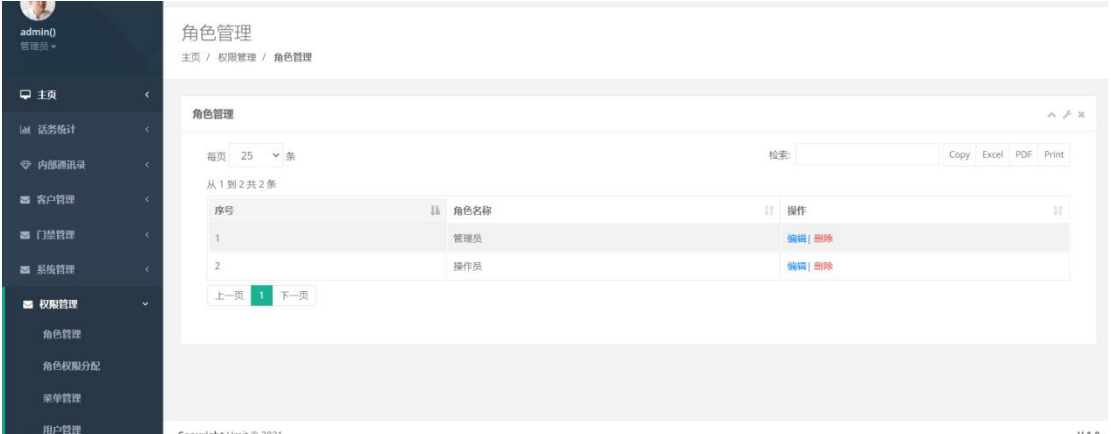 admin()
管理员
主页
话务统计
内部通讯录
客户管理
门禁管理
系统管理
权限管理
角色管理
角色权限分配
菜单管理
用户管理
角色管理
主页 / 权限管理 / 角色管理
角色管理
每页 25 条
检索: Copy Excel PDF Print
从 1 到 2 共 2 条
序号 角色名称 操作
1 管理员 编辑| 删除
2 操作员 编辑| 删除
上一页 1 下一页